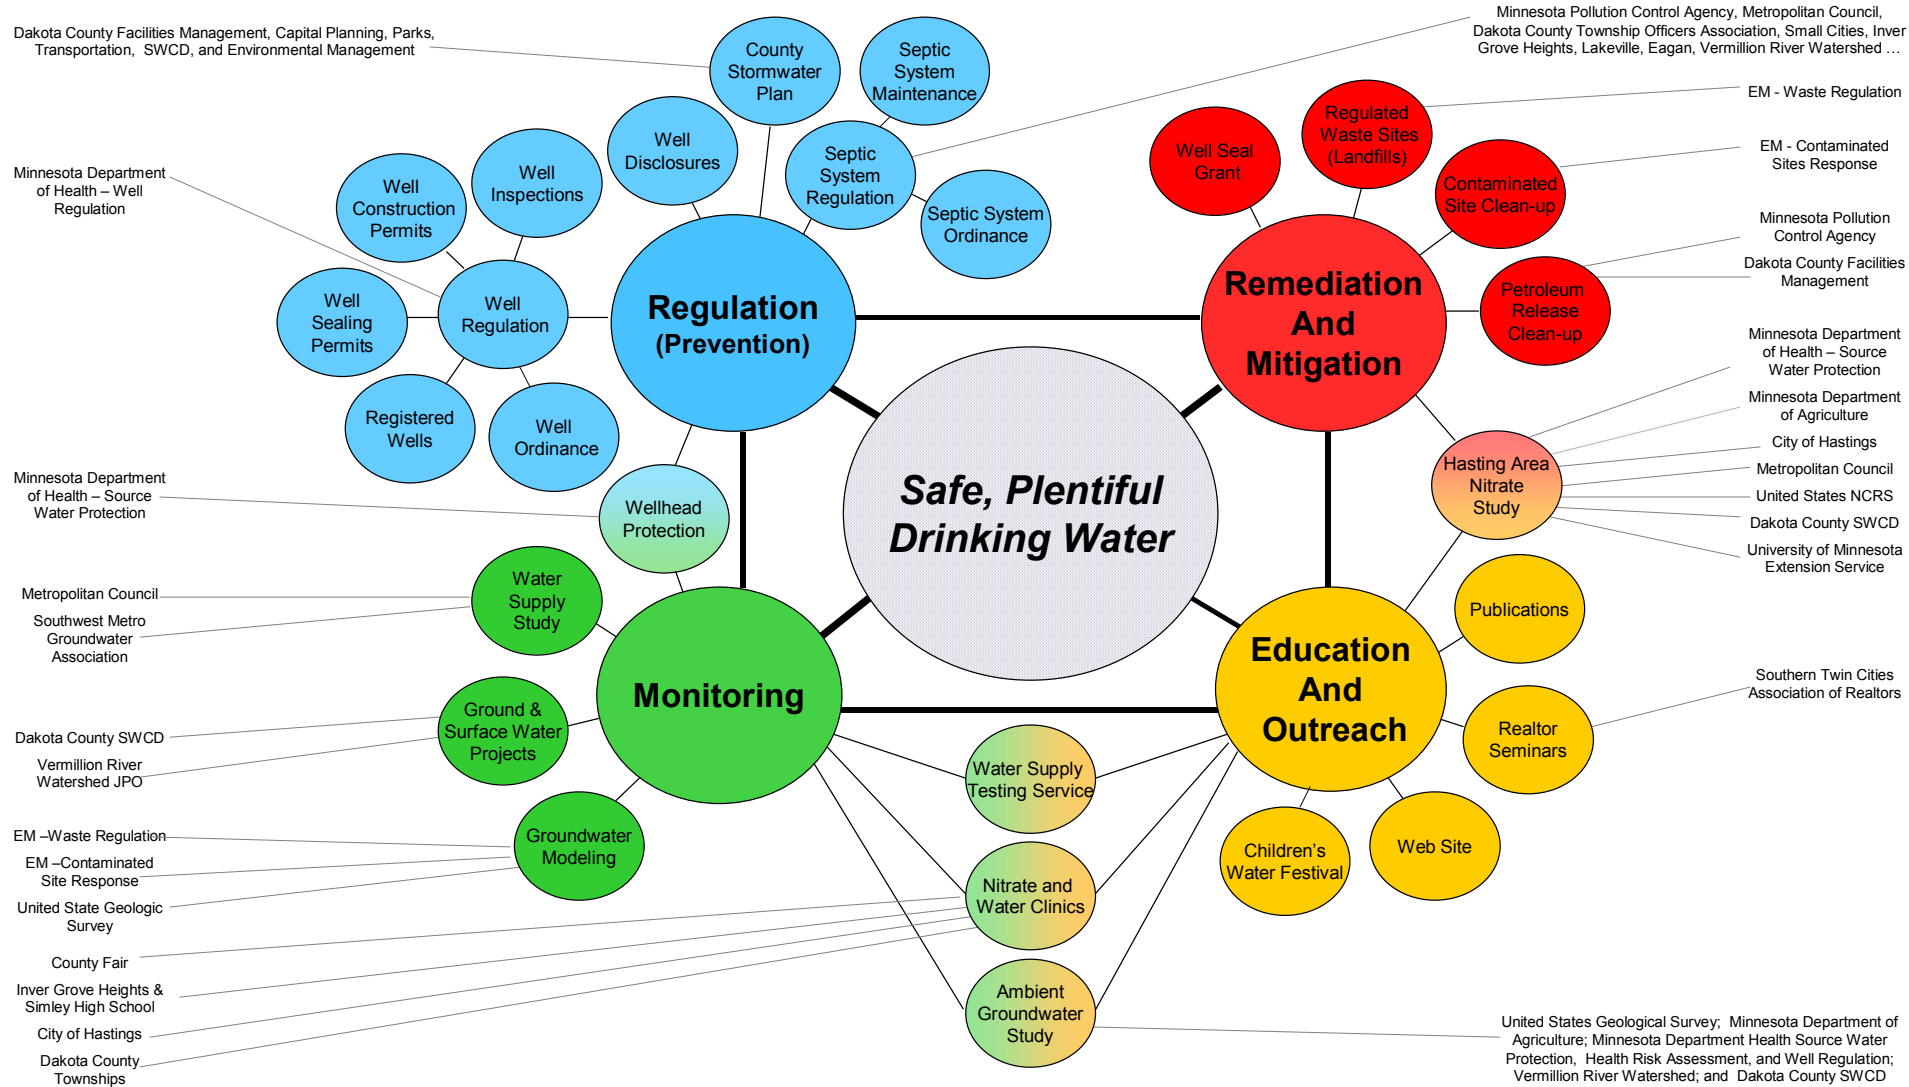 Dakota County Facilities Management, Capital Planning, Parks,
Transportation, SWCD, and Environmental Management
Minnesota Pollution Control Agency, Metropolitan Council,
Dakota County Township Officers Association, Small Cities, Inver
Grove Heights, Lakeville, Eagan, Vermillion River Watershed …
County
Stormwater
Plan
Septic
System
Maintenance
Well
Disclosures
Septic
System
Regulation
Septic System
Ordinance
Well
Inspections
Well
Construction
Permits
Minnesota Department
of Health – Well
Regulation
Well
Sealing
Permits
Well
Regulation
Registered
Wells
Well
Ordinance
Regulation
(Prevention)
Well Seal
Grant
Regulated
Waste Sites
(Landfills)
Contaminated
Site Clean-up
Petroleum
Release
Clean-up
Remediation
And
Mitigation
EM - Waste Regulation
EM - Contaminated
Sites Response
Minnesota Pollution
Control Agency
Dakota County Facilities
Management
Minnesota Department
of Health – Source
Water Protection
Minnesota Department
of Agriculture
City of Hastings
Metropolitan Council
United States NCRS
Dakota County SWCD
University of Minnesota
Extension Service
Hasting Area
Nitrate
Study
Safe, Plentiful
Drinking Water
Minnesota Department
of Health – Source
Water Protection
Wellhead
Protection
Water
Supply
Study
Metropolitan Council
Southwest Metro
Groundwater
Association
Monitoring
Ground &
Surface Water
Projects
Dakota County SWCD
Vermillion River
Watershed JPO
Groundwater
Modeling
EM –Waste Regulation
EM –Contaminated
Site Response
United State Geologic
Survey
Education
And
Outreach
Publications
Realtor
Seminars
Southern Twin Cities
Association of Realtors
Web Site
Children's
Water Festival
Water Supply
Testing Service
Nitrate and
Water Clinics
Ambient
Groundwater
Study
County Fair
Inver Grove Heights &
Simley High School
City of Hastings
Dakota County
Townships
United States Geological Survey; Minnesota Department of
Agriculture; Minnesota Department Health Source Water
Protection, Health Risk Assessment, and Well Regulation;
Vermillion River Watershed; and Dakota County SWCD